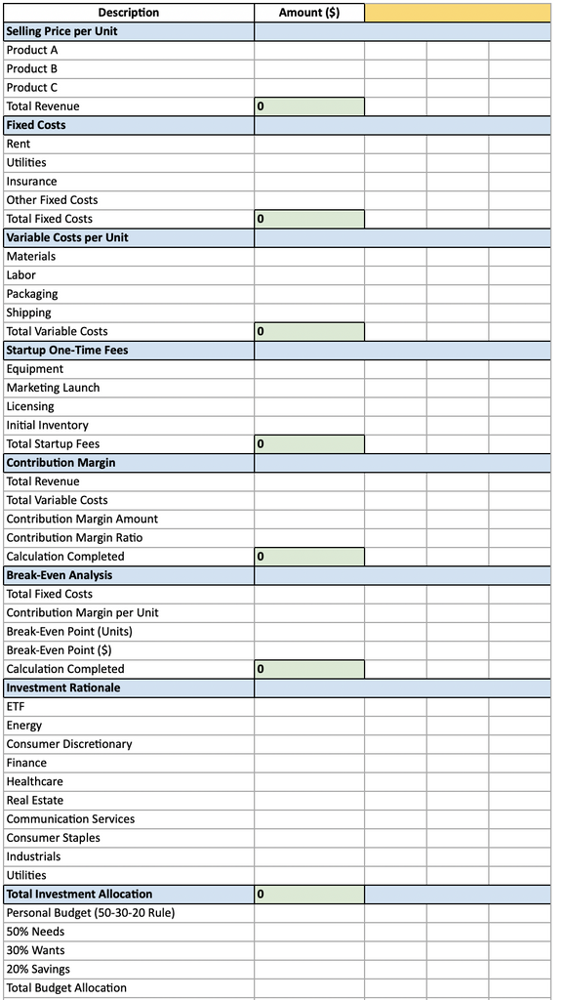 Description Amount ($)
Selling Price per Unit
Product A
Product B
Product C
Total Revenue 0
Fixed Costs
Rent
Utilities
Insurance
Other Fixed Costs
Total Fixed Costs 0
Variable Costs per Unit
Materials
Labor
Packaging
Shipping
Total Variable Costs 0
Startup One-Time Fees
Equipment
Marketing Launch
Licensing
Initial Inventory
Total Startup Fees 0
Contribution Margin
Total Revenue
Total Variable Costs
Contribution Margin Amount
Contribution Margin Ratio
Calculation Completed 0
Break-Even Analysis
Total Fixed Costs
Contribution Margin per Unit
Break-Even Point (Units)
Break-Even Point ($)
Calculation Completed 0
Investment Rationale
ETF
Energy
Consumer Discretionary
Finance
Healthcare
Real Estate
Communication Services
Consumer Staples
Industrials
Utilities
Total Investment Allocation 0
Personal Budget (50-30-20 Rule)
50% Needs
30% Wants
20% Savings
Total Budget Allocation